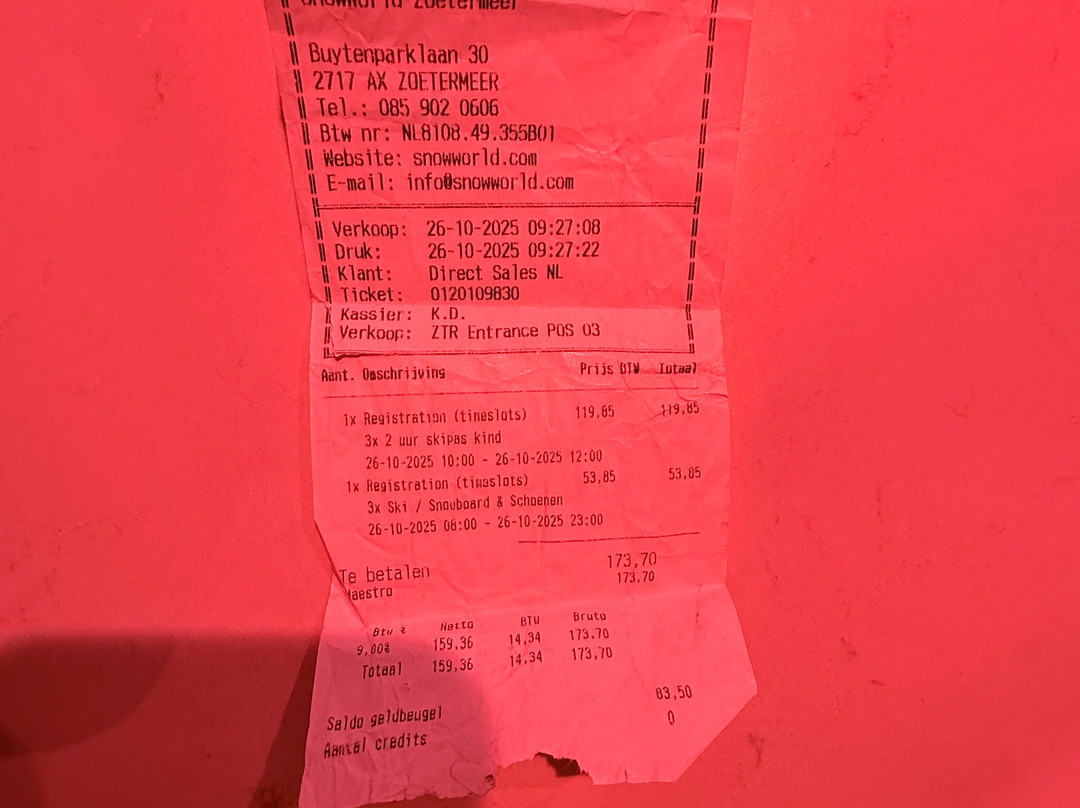 Snowworld Zoetermeer
Buytenparklaan 30
2717 AX ZOETERMEER
Tel.: 085 902 0606
Btw nr: NL8108.49.355B01
Website: snowworld.com
E-mail: info@snowworld.com
Verkoop: 26-10-2025 09:27:08
Druk: 26-10-2025 09:27:22
Klant: Direct Sales NL
Ticket: 0120109830
Kassier: K.D.
Verkoop: ZTR Entrance POS 03
Aant. Omschrijving Prijs BTW Totaal
1x Registration (timeslots) 119,85 119,85
3x 2 uur skipas kind
26-10-2025 10:00 - 26-10-2025 12:00
1x Registration (timeslots) 53,85 53,85
3x Ski / Snowboard & Schoenen
26-10-2025 08:00 - 26-10-2025 23:00
Te betalen 173,70
Maestro 173,70
Btw % Netto BTW Bruto
9,00% 159,36 14,34 173,70
Totaal 159,36 14,34 173,70
Saldo geldbeugel 83,50
Aantal credits 0